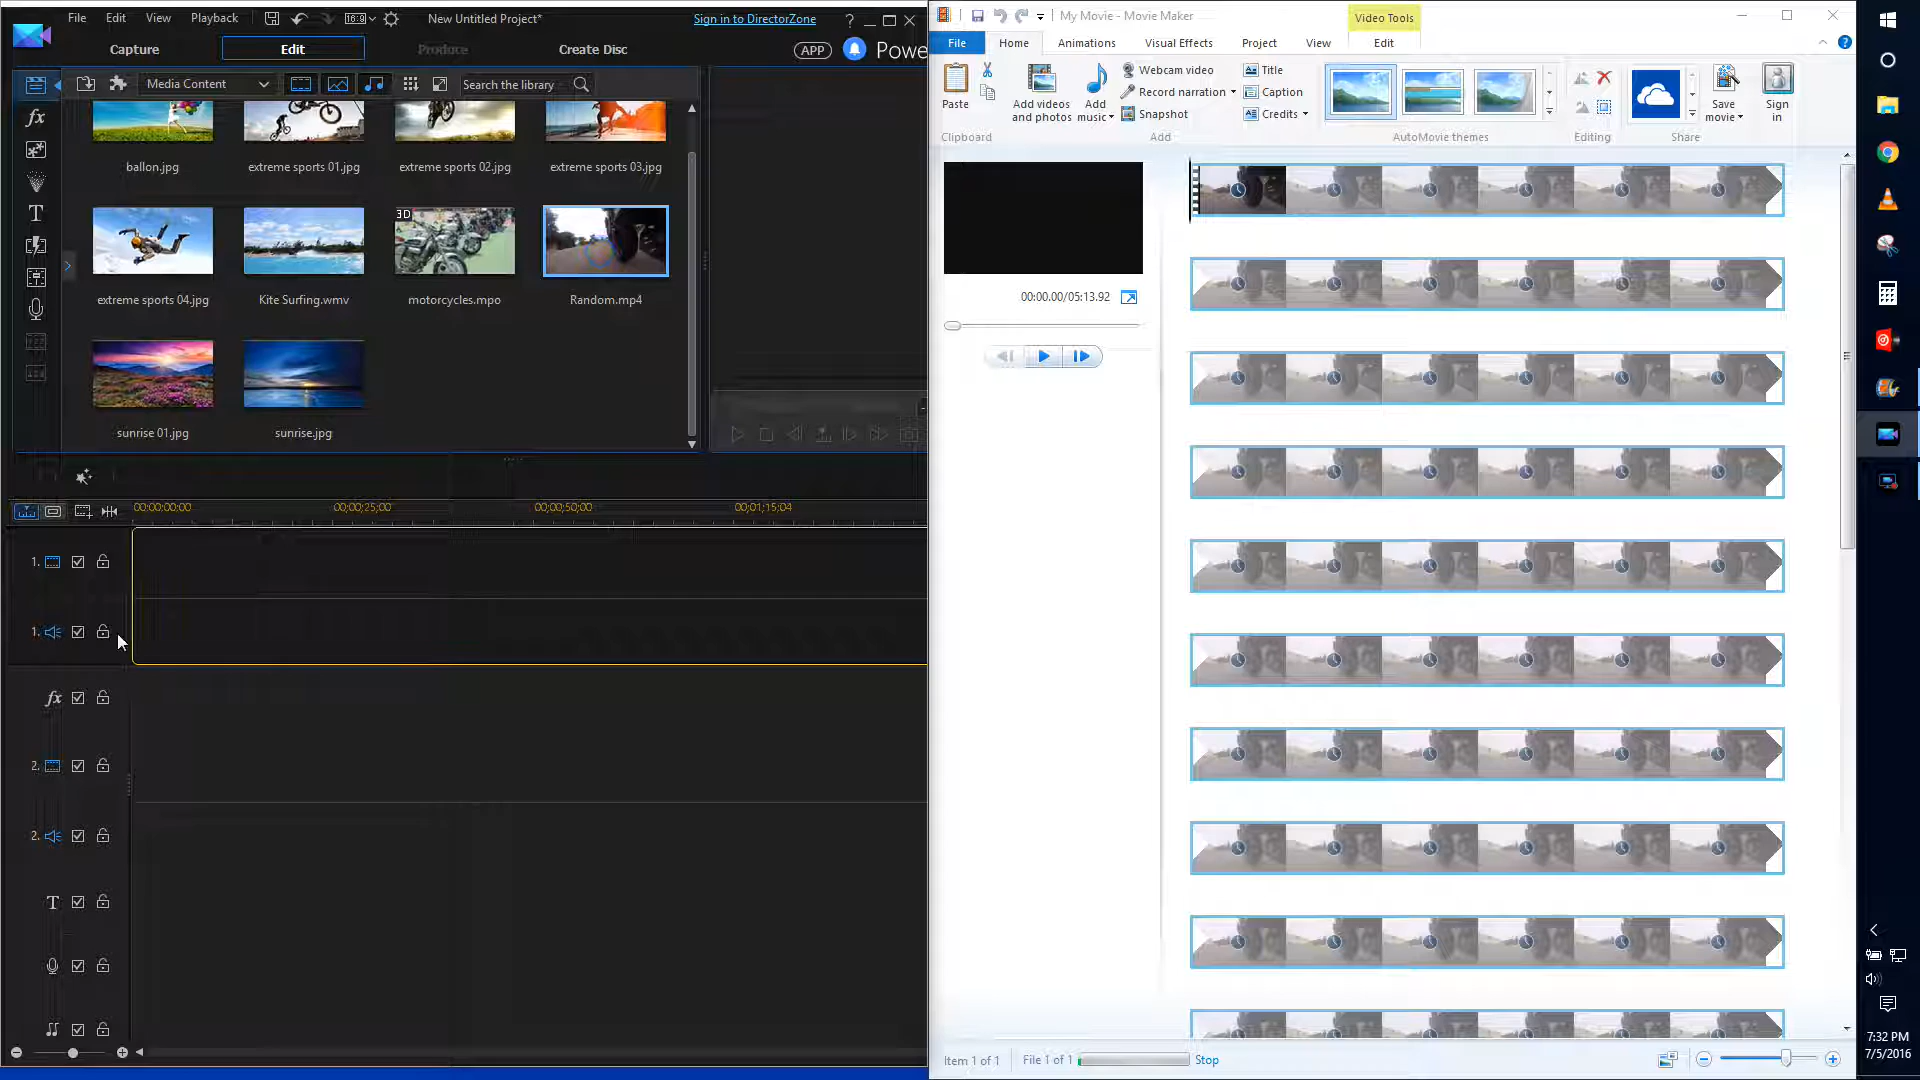 File Edit View Playback 16:9 New Untitled Project* Sign in to DirectorZone ?
Capture Edit Produce Create Disc APP Powe
Media Content Search the library
ballon.jpg extreme sports 01.jpg extreme sports 02.jpg extreme sports 03.jpg
3D
extreme sports 04.jpg Kite Surfing.wmv motorcycles.mpo Random.mp4
sunrise 01.jpg sunrise.jpg
00;00;00;00 00;00;25;00 00;00;50;00 00;01;15;04
1.
1.
fx
2.
2.
T
My Movie - Movie Maker Video Tools
File Home Animations Visual Effects Project View Edit
Paste
Add videos and photos
Add music
Webcam video
Record narration
Snapshot
Title
Caption
Credits
Save movie
Sign in
Clipboard Add AutoMovie themes Editing Share
00:00.00/05:13.92
Item 1 of 1 File 1 of 1 Stop
7:32 PM
7/5/2016